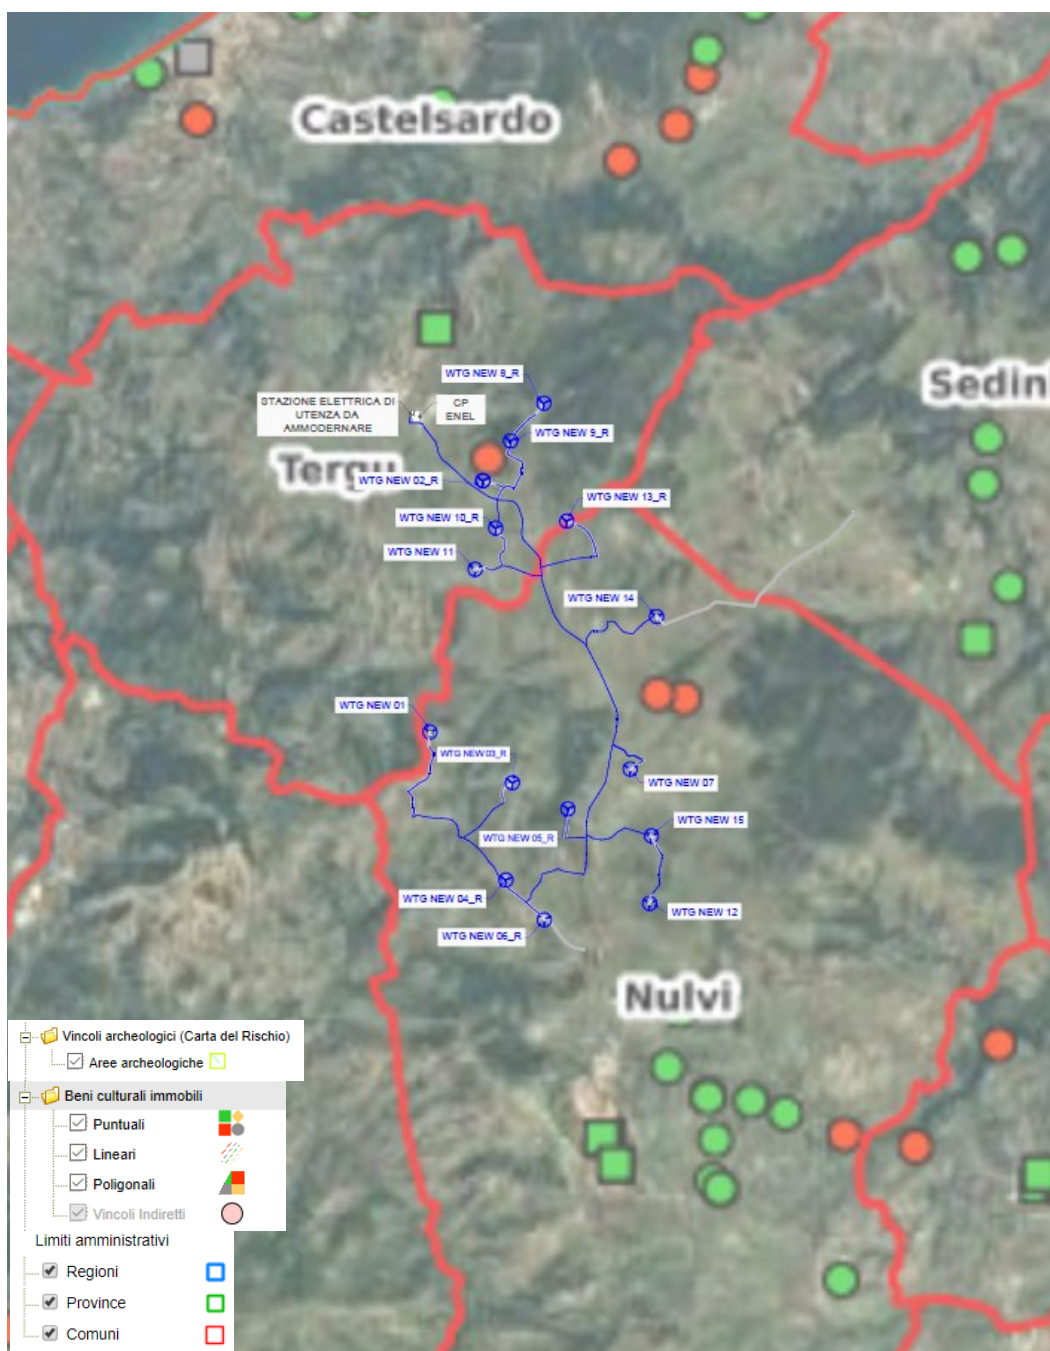 Castelsardo
Sedin
WTG NEW 8_R
STAZIONE ELETTRICA DI
UTENZA DA
AMMODERNARE
CP
ENEL
WTG NEW 9_R
Tergu
WTG NEW 02_R
WTG NEW 13_R
WTG NEW 10_R
WTG NEW 11
WTG NEW 14
WTG NEW 01
WTG NEW 03_R
WTG NEW 07
WTG NEW 15
WTG NEW 05_R
WTG NEW 04_R
WTG NEW 12
WTG NEW 06_R
Nulvi
Vincoli archeologici (Carta del Rischio)
Aree archeologiche
Beni culturali immobili
Puntuali
Lineari
Poligonali
Vincoli Indiretti
Limiti amministrativi
Regioni
Province
Comuni